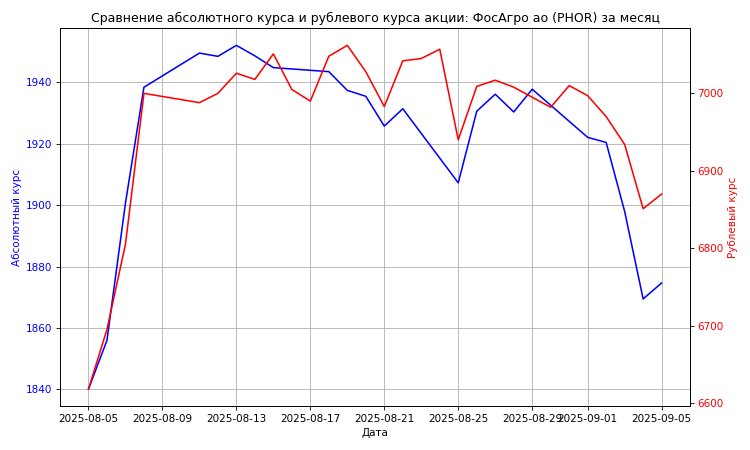 Сравнение абсолютного курса и рублевого курса акции: ФосАгро ао (PHOR) за месяц
1940
1920
1900
1880
1860
1840
Абсолютный курс
7000
6900
6800
6700
6600
Рублевый курс
2025-08-05 2025-08-09 2025-08-13 2025-08-17 2025-08-21 2025-08-25 2025-08-29 2025-09-01 2025-09-05
Дата